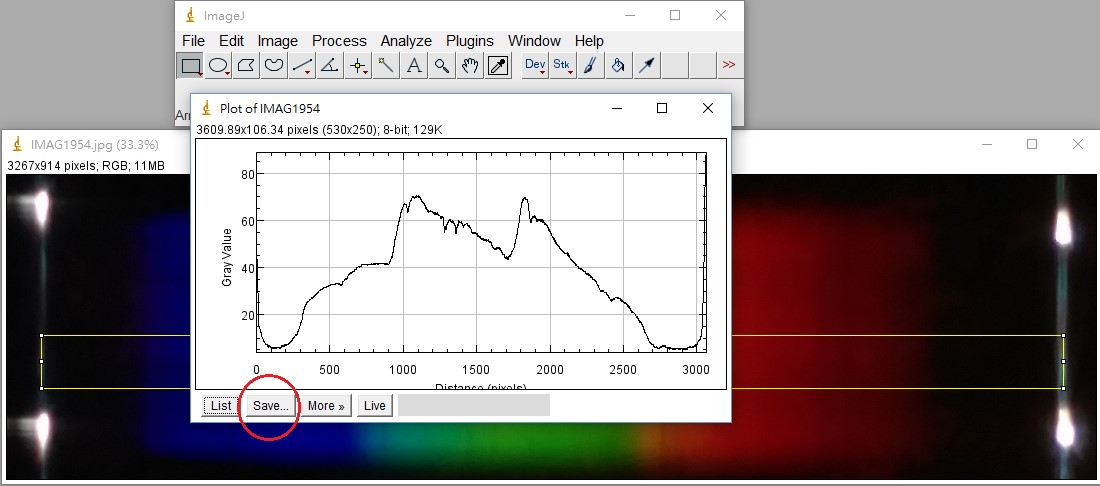 ImageJ
File Edit Image Process Analyze Plugins Window Help
A Dev Stk >>
Plot of IMAG1954
3609.89x106.34 pixels (530x250); 8-bit; 129K
IMAG1954.jpg (33.3%)
3267x914 pixels; RGB; 11MB
80
60
40
20
Gray Value
0 500 1000 1500 2000 2500 3000
Distance (pixels)
List Save... More » Live